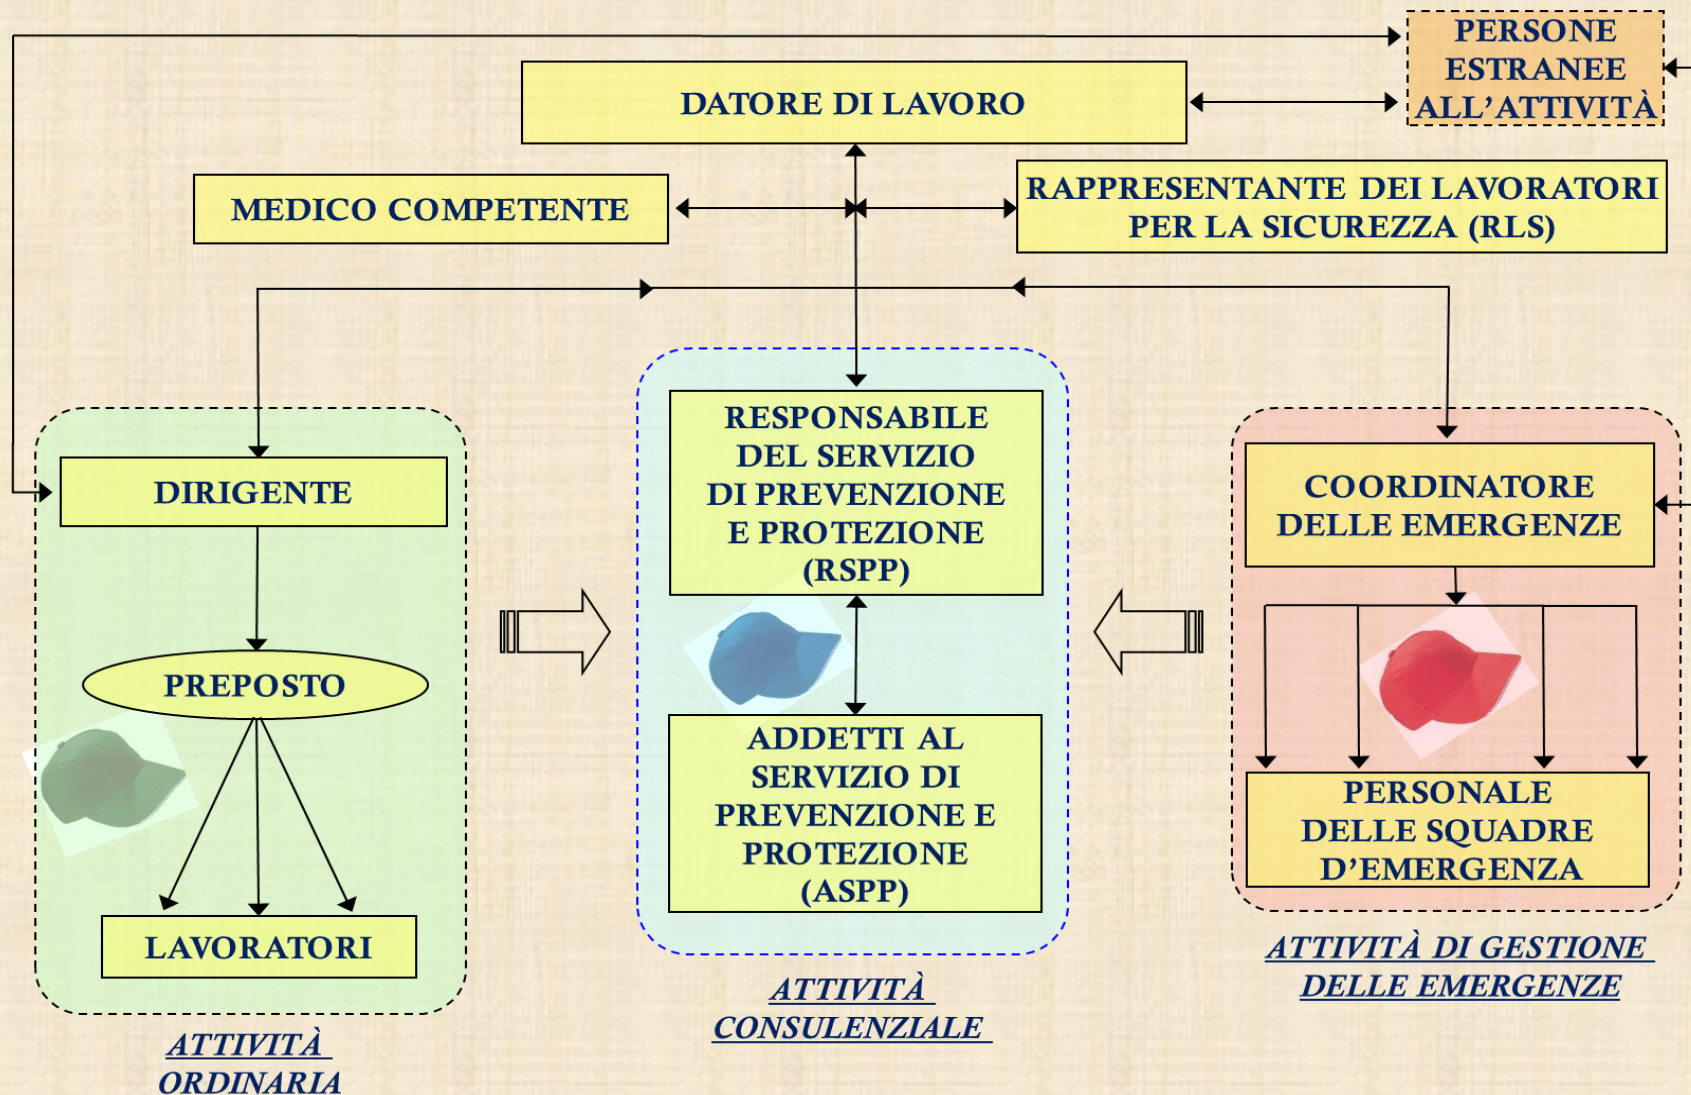 PERSONE
ESTRANEE
ALL'ATTIVITÀ
DATORE DI LAVORO
MEDICO COMPETENTE
RAPPRESENTANTE DEI LAVORATORI
PER LA SICUREZZA (RLS)
DIRIGENTE
PREPOSTO
LAVORATORI
ATTIVITÀ
ORDINARIA
RESPONSABILE
DEL SERVIZIO
DI PREVENZIONE
E PROTEZIONE
(RSPP)
ADDETTI AL
SERVIZIO DI
PREVENZIONE E
PROTEZIONE
(ASPP)
ATTIVITÀ
CONSULENZIALE
COORDINATORE
DELLE EMERGENZE
PERSONALE
DELLE SQUADRE
D'EMERGENZA
ATTIVITÀ DI GESTIONE
DELLE EMERGENZE